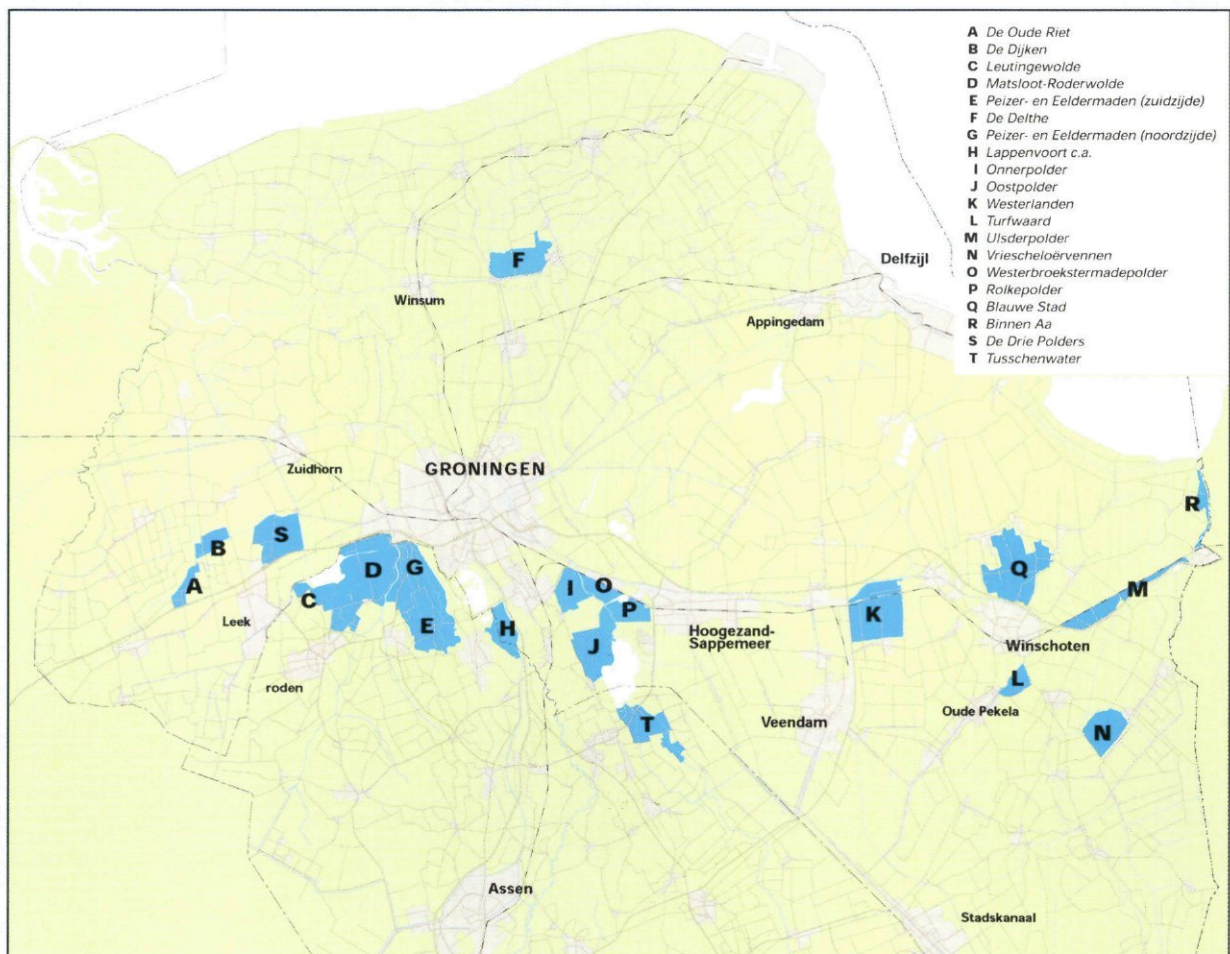 A De Oude Riet
B De Dijken
C Leutingewolde
D Matsloot-Roderwolde
E Peizer- en Eeldermaden (zuidzijde)
F De Delthe
G Peizer- en Eeldermaden (noordzijde)
H Lappenvoort c.a.
I Onnerpolder
J Oostpolder
K Westerlanden
L Turfwaard
M Ulsderpolder
N Vriescheloërvennen
O Westerbroekstermadepolder
P Rolkepolder
Q Blauwe Stad
R Binnen Aa
S De Drie Polders
T Tusschenwater
F
Delfzijl
Winsum
Appingedam
Zuidhorn
GRONINGEN
R
B
S
A
D
G
I
O
Q
M
C
P
K
Leek
E
H
J
Hoogezand-
Sappemeer
Winschoten
roden
L
Oude Pekela
T
Veendam
N
Assen
Stadskanaal